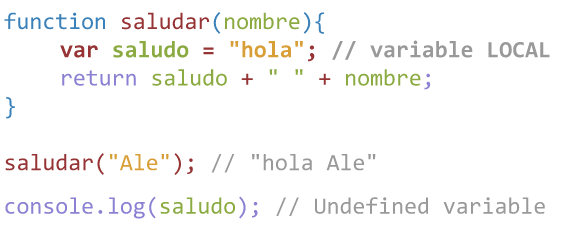 function saludar(nombre){
    var saludo = "hola"; // variable LOCAL
    return saludo + " " + nombre;
}
saludar("Ale"); // "hola Ale"
console.log(saludo); // Undefined variable